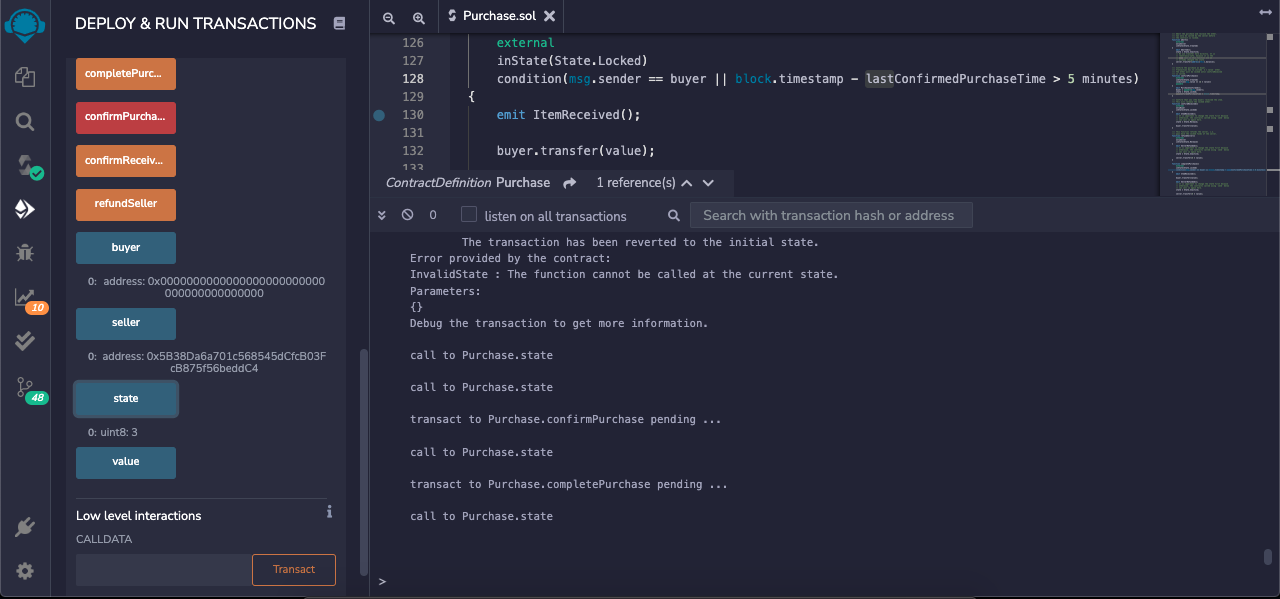 DEPLOY & RUN TRANSACTIONS
completePurc...
confirmPurcha...
confirmReceiv...
refundSeller
buyer
0: address: 0x00000000000000000000000000
00000000000000
seller
0: address: 0x5B38Da6a701c568545dCfcB03F
cB875f56beddC4
state
0: uint8: 3
value
Low level interactions
i
CALLDATA
Transact
10
48
Purchase.sol
126 external
127 inState(State.Locked)
128 condition(msg.sender == buyer || block.timestamp - lastConfirmedPurchaseTime > 5 minutes)
129 {
130 emit ItemReceived();
131
132 buyer.transfer(value);
133
ContractDefinition Purchase 1 reference(s)
0 listen on all transactions Search with transaction hash or address
The transaction has been reverted to the initial state.
Error provided by the contract:
InvalidState : The function cannot be called at the current state.
Parameters:
{}
Debug the transaction to get more information.
call to Purchase.state
call to Purchase.state
transact to Purchase.confirmPurchase pending ...
call to Purchase.state
transact to Purchase.completePurchase pending ...
call to Purchase.state
>